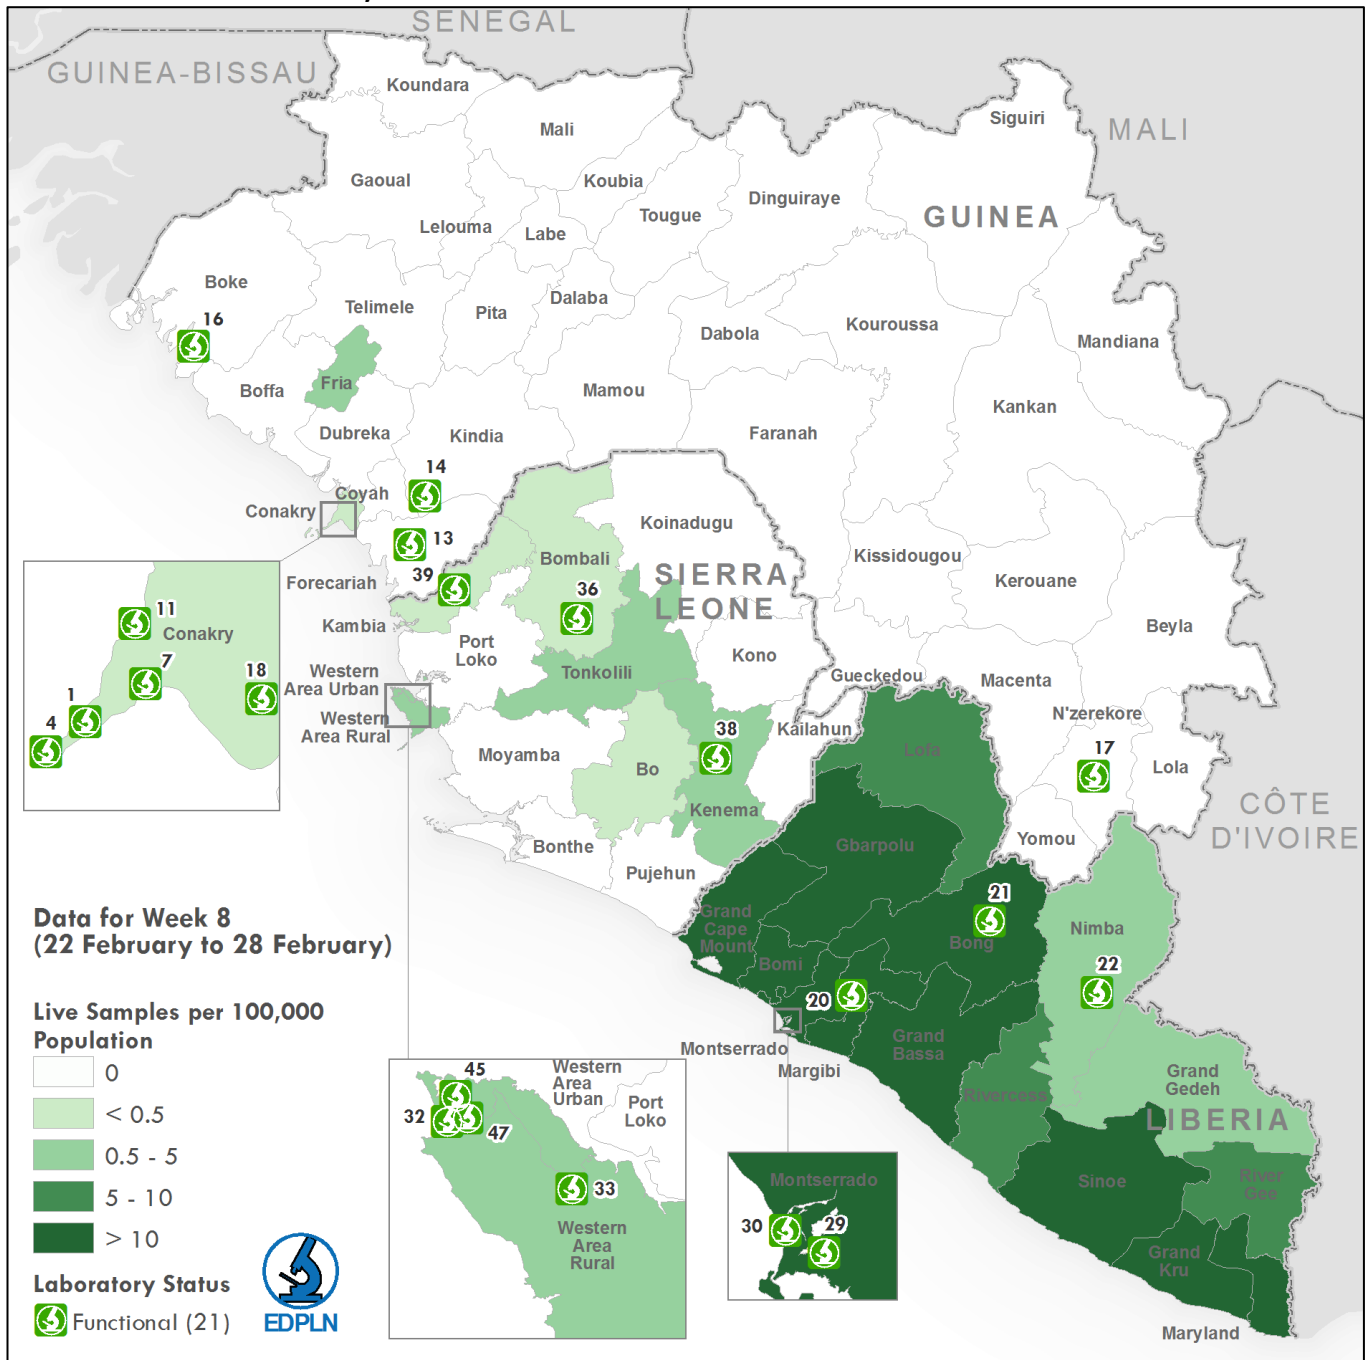 SENEGAL
GUINEA-BISSAU
Koundara
Siguiri
MALI
Mali
Gaoual
Koubia
Dinguiraye
Tougue
GUINEA
Lelouma
Labe
Boke
Telimele
Pita
Dalaba
16
Dabola
Kouroussa
Mandiana
Fria
Boffa
Mamou
Kankan
Dubreka
Kindia
Faranah
14
Coyah
Conakry
Koinadugu
13
Bombali
Kissidougou
Forecariah
39
SIERRA
LEONE
Kerouane
36
11
Conakry
Kambia
Port
Loko
Kono
Beyla
7
18
Western
Area Urban
Tonkolili
Gueckedou
Macenta
1
4
Western
Area Rural
N'zerekore
Kailahun
38
17
Moyamba
Lofa
Lola
Bo
CÔTE
D'IVOIRE
Kenema
Bonthe
Gbarpolu
Yomou
Pujehun
21
Data for Week 8
(22 February to 28 February)
Grand
Cape
Mount
Bong
Nimba
Bomi
22
20
Live Samples per 100,000
Population
0
< 0.5
0.5 - 5
5 - 10
> 10
Montserrado
Margibi
Grand
Bassa
Rivercess
Grand
Gedeh
LIBERIA
45
Western
Area
Urban
Port
Loko
32
47
33
Western
Area
Rural
Sinoe
River
Gee
Montserrado
30
29
Grand
Kru
Maryland
Laboratory Status
Functional (21)
EDPLN